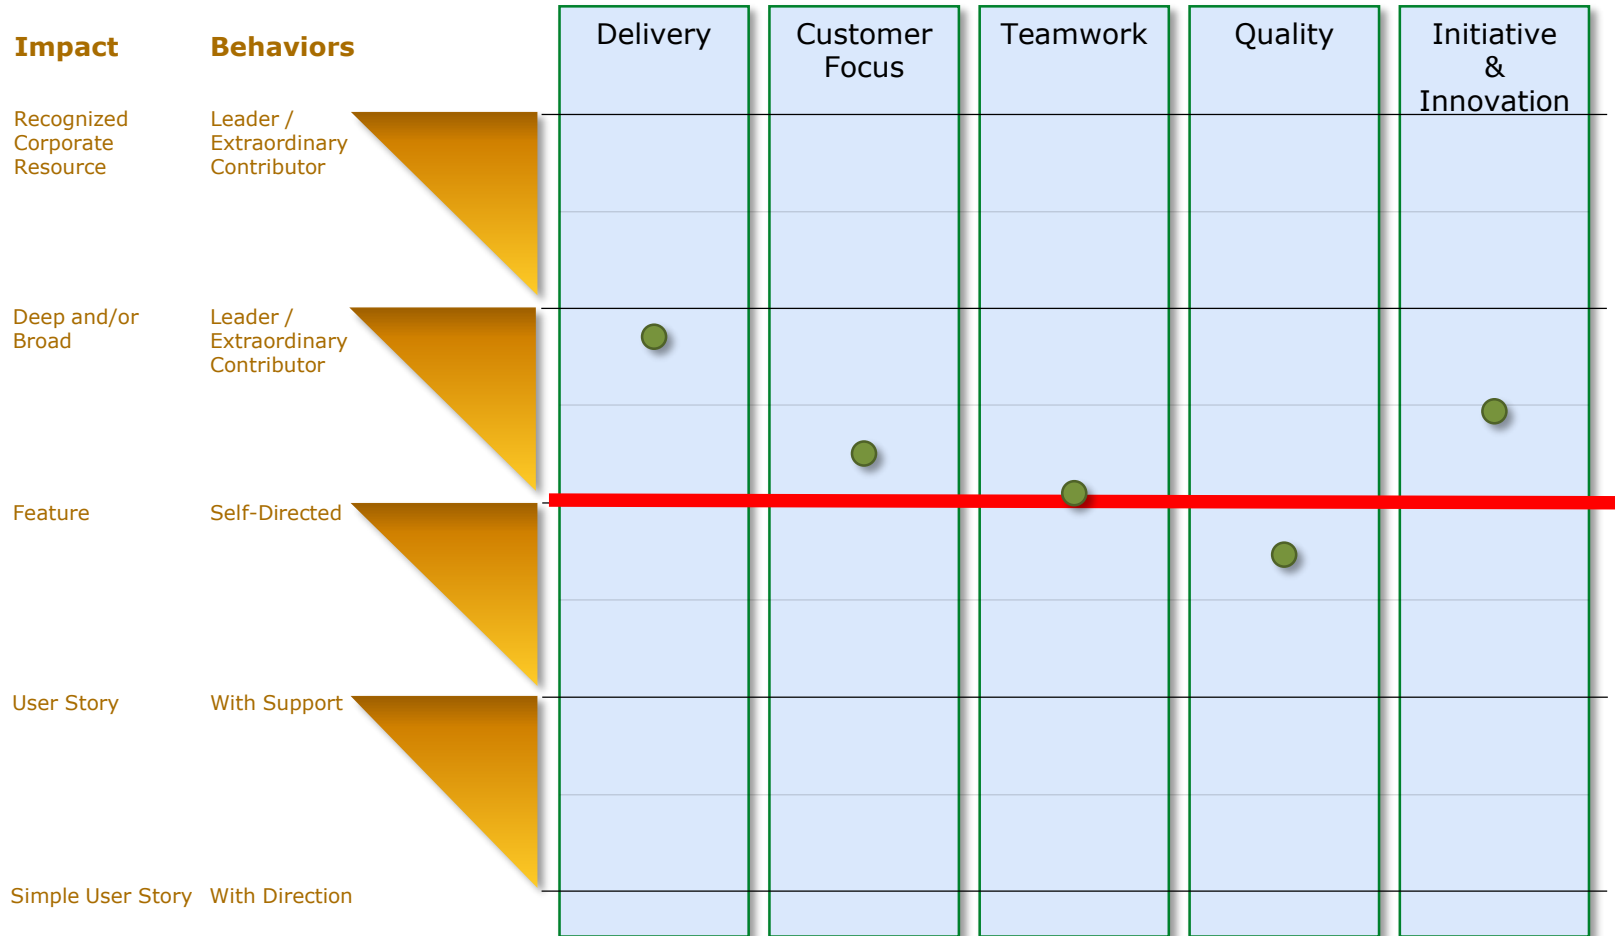 Impact
Behaviors
Delivery
Customer
Focus
Teamwork
Quality
Initiative
&
Innovation
Recognized
Corporate
Resource
Leader /
Extraordinary
Contributor
Deep and/or
Broad
Leader /
Extraordinary
Contributor
Feature
Self-Directed
User Story
With Support
Simple User Story
With Direction